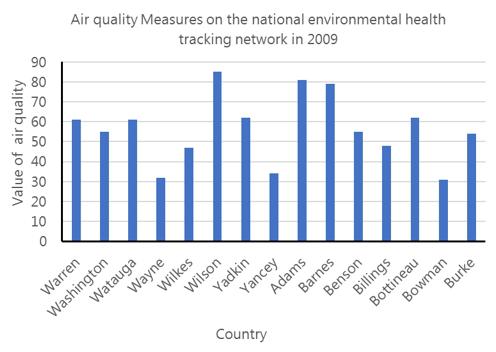 Air quality Measures on the national environmental health
tracking network in 2009
Value of  air quality
90
80
70
60
50
40
30
20
10
0
Warren
Washington
Watauga
Wayne
Wilkes
Wilson
Yadkin
Yancey
Adams
Barnes
Benson
Billings
Bottineau
Bowman
Burke
Country